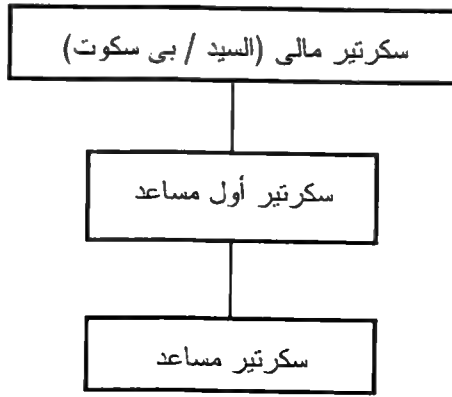 سكرتير مالى (السيد / بى سكوت)
سكرتير أول مساعد
سكرتير مساعد